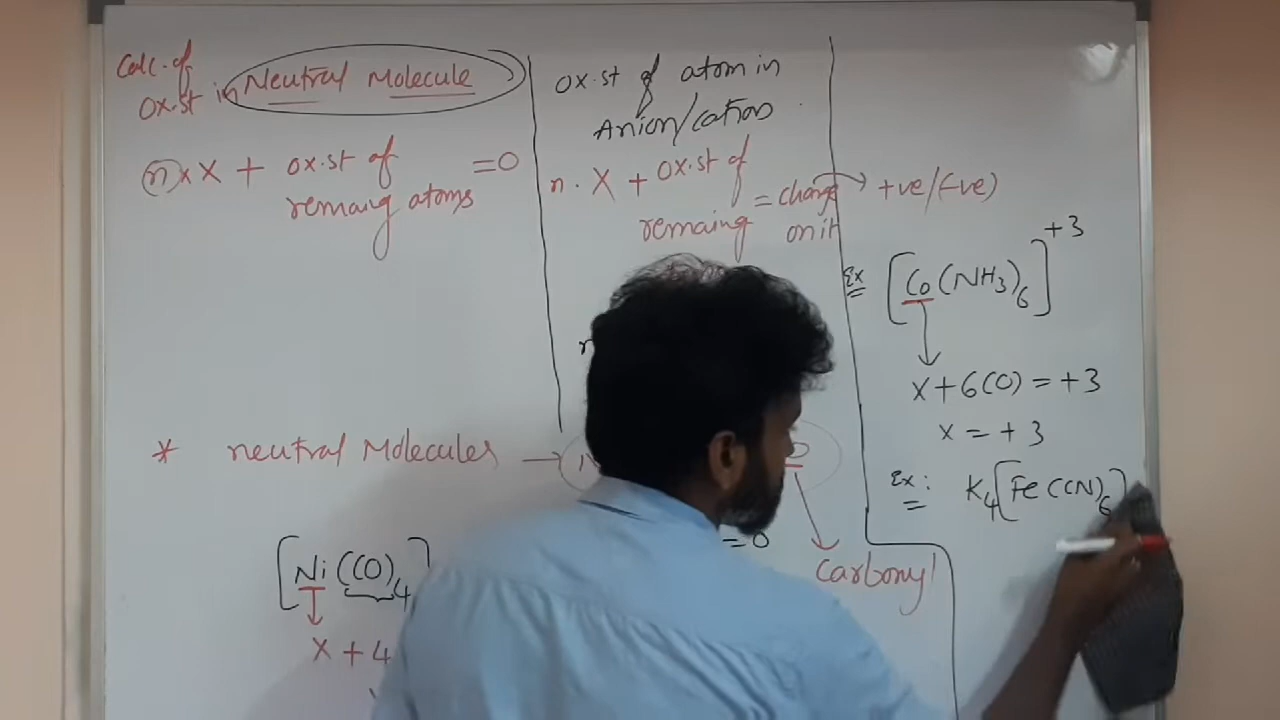 Calc. of
ox.st in Neutral Molecule
n x X + ox.st of = 0
remaing atoms
ox.st of atom in
Anion/cation
n. X + ox.st of
remaing = charge on it → +ve/(-ve)
Ex [Co(NH3)6]+3
x+6(0) = +3
x = +3
Ex: K4[Fe(CN)6]
* neutral Molecules →
=0
Carbonyl
[Ni(CO)4]
x + 4